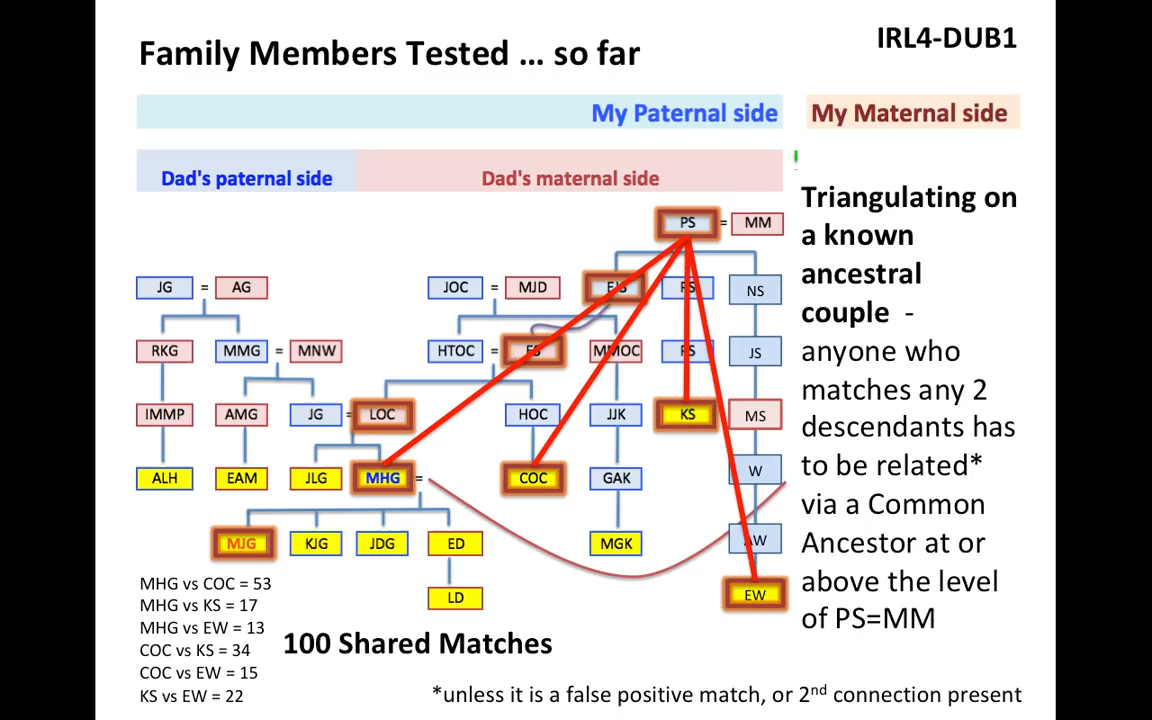 Family Members Tested … so far
IRL4-DUB1
My Paternal side
My Maternal side
Dad's paternal side
Dad's maternal side
PS = MM
JG = AG
JOC = MJD
PS
NS
RKG
MMG = MNW
HTOC =
MMOC
PS
JS
IMMP
AMG
JG = LOC
HOC
JJK
KS
MS
ALH
EAM
JLG
MHG =
COC
GAK
W
MJG
KJG
JDG
ED
MGK
AW
LD
EW
Triangulating on
a known
ancestral
couple -
anyone who
matches any 2
descendants has
to be related*
via a Common
Ancestor at or
above the level
of PS=MM
MHG vs COC = 53
MHG vs KS = 17
MHG vs EW = 13
COC vs KS = 34
COC vs EW = 15
KS vs EW = 22
100 Shared Matches
*unless it is a false positive match, or 2nd connection present